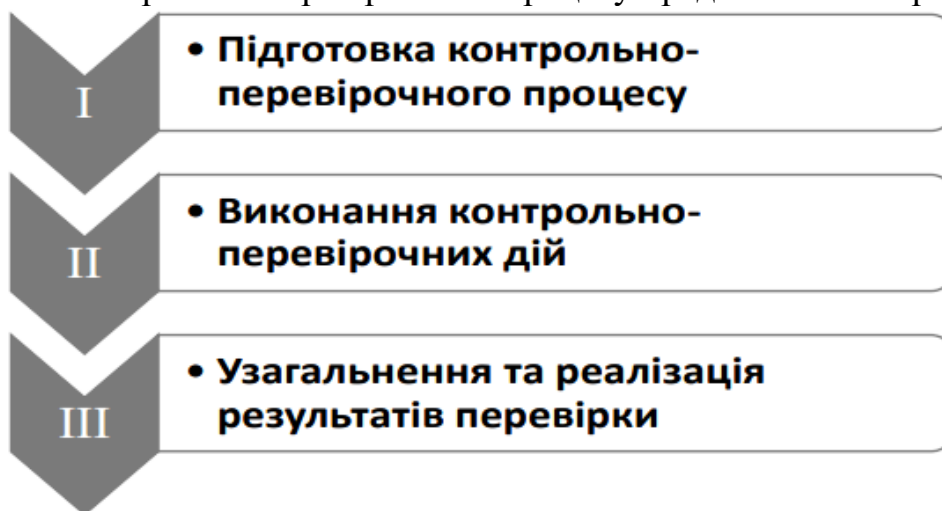 I
• Підготовка контрольно-
перевірочного процесу
II
• Виконання контрольно-
перевірочних дій
III
• Узагальнення та реалізація
результатів перевірки